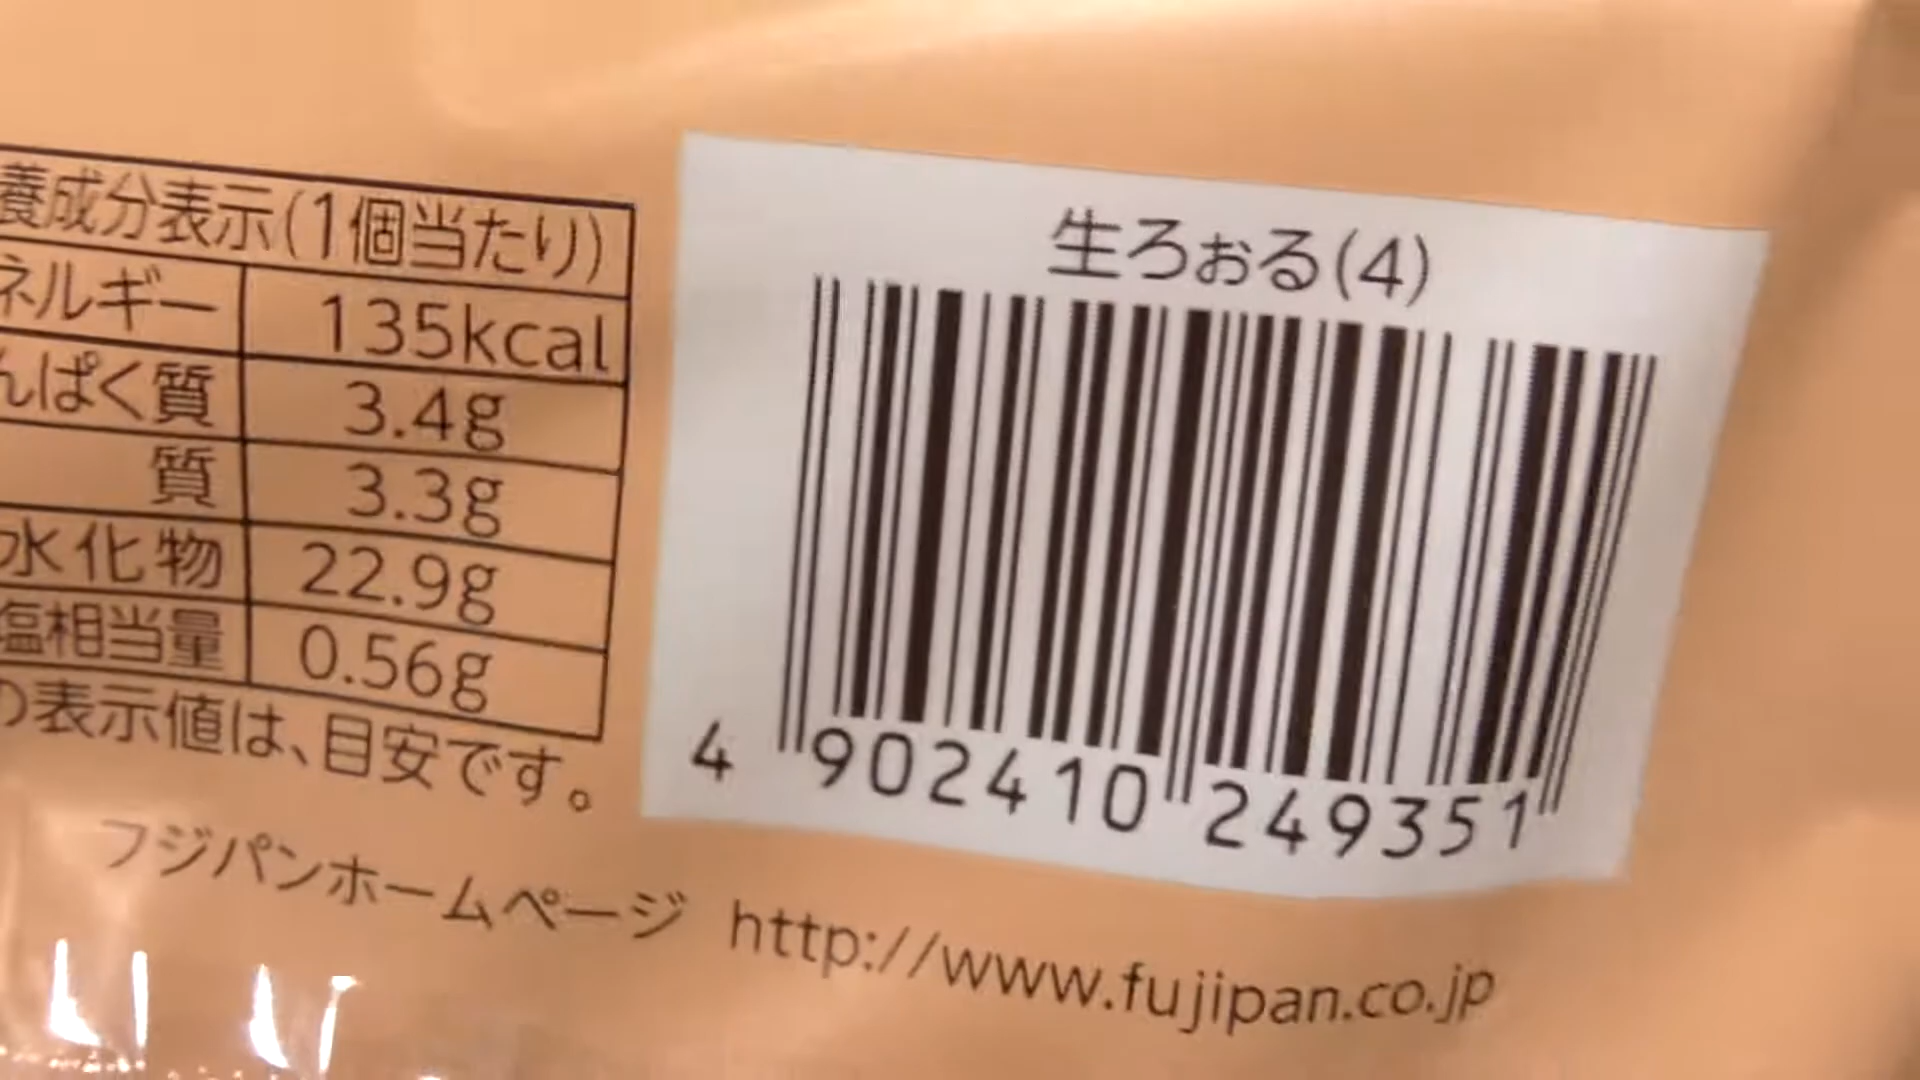 養成分表示(1個当たり)
ネルギー 135kcal
んぱく質 3.4g
質 3.3g
水化物 22.9g
塩相当量 0.56g
の表示値は、目安です。
生ろぉる(4)
4 902410 249351
フジパンホームページ http://www.fujipan.co.jp